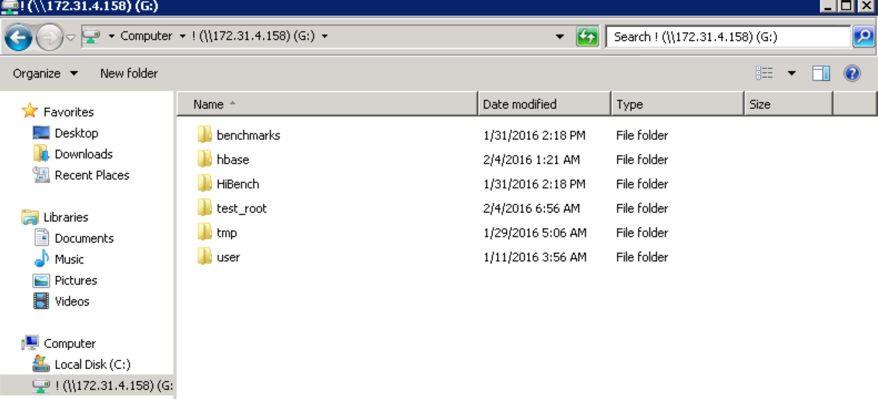 ! (\\172.31.4.158) (G:)
Computer ! (\\172.31.4.158) (G:) Search ! (\\172.31.4.158) (G:)
Organize New folder
Favorites
Desktop
Downloads
Recent Places
Libraries
Documents
Music
Pictures
Videos
Computer
Local Disk (C:)
! (\\172.31.4.158) (G:
Name Date modified Type Size
benchmarks 1/31/2016 2:18 PM File folder
hbase 2/4/2016 1:21 AM File folder
HiBench 1/31/2016 2:18 PM File folder
test_root 2/4/2016 6:56 AM File folder
tmp 1/29/2016 5:06 AM File folder
user 1/11/2016 3:56 AM File folder